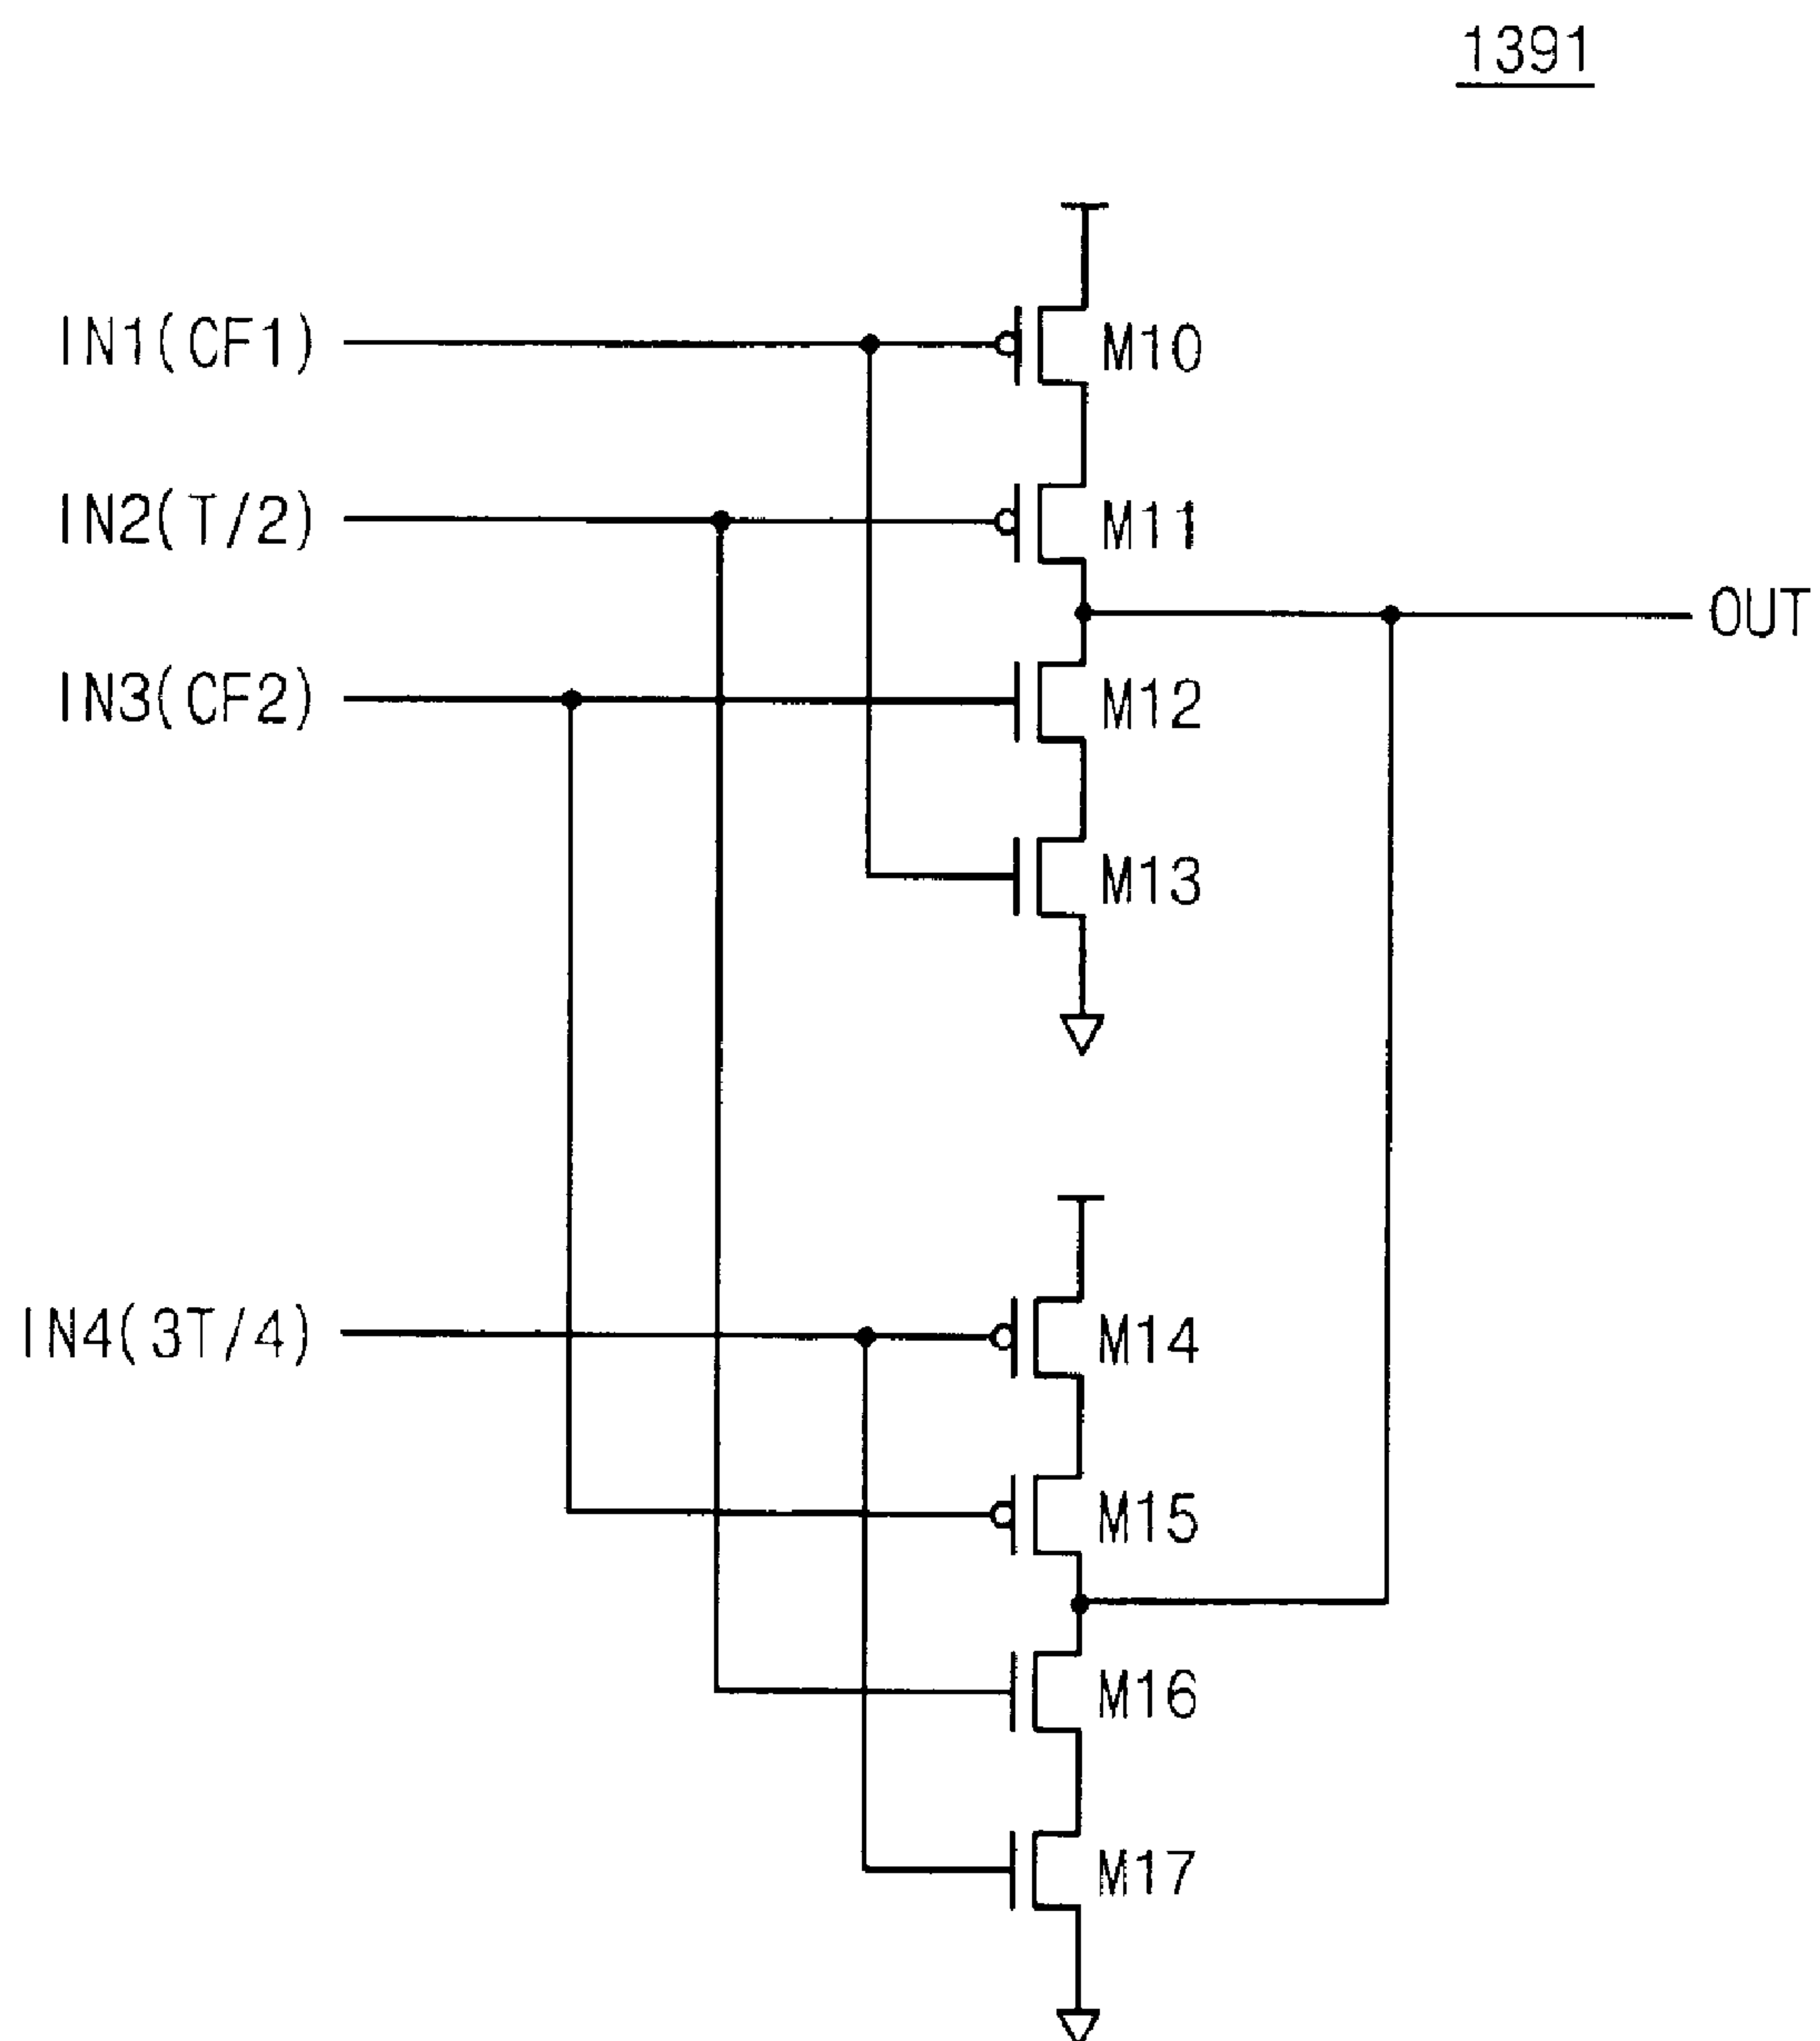 1391
IN1(CF1)
M10
IN2(T/2)
M11
OUT
IN3(CF2)
M12
M13
IN4(3T/4)
M14
M15
M16
M17